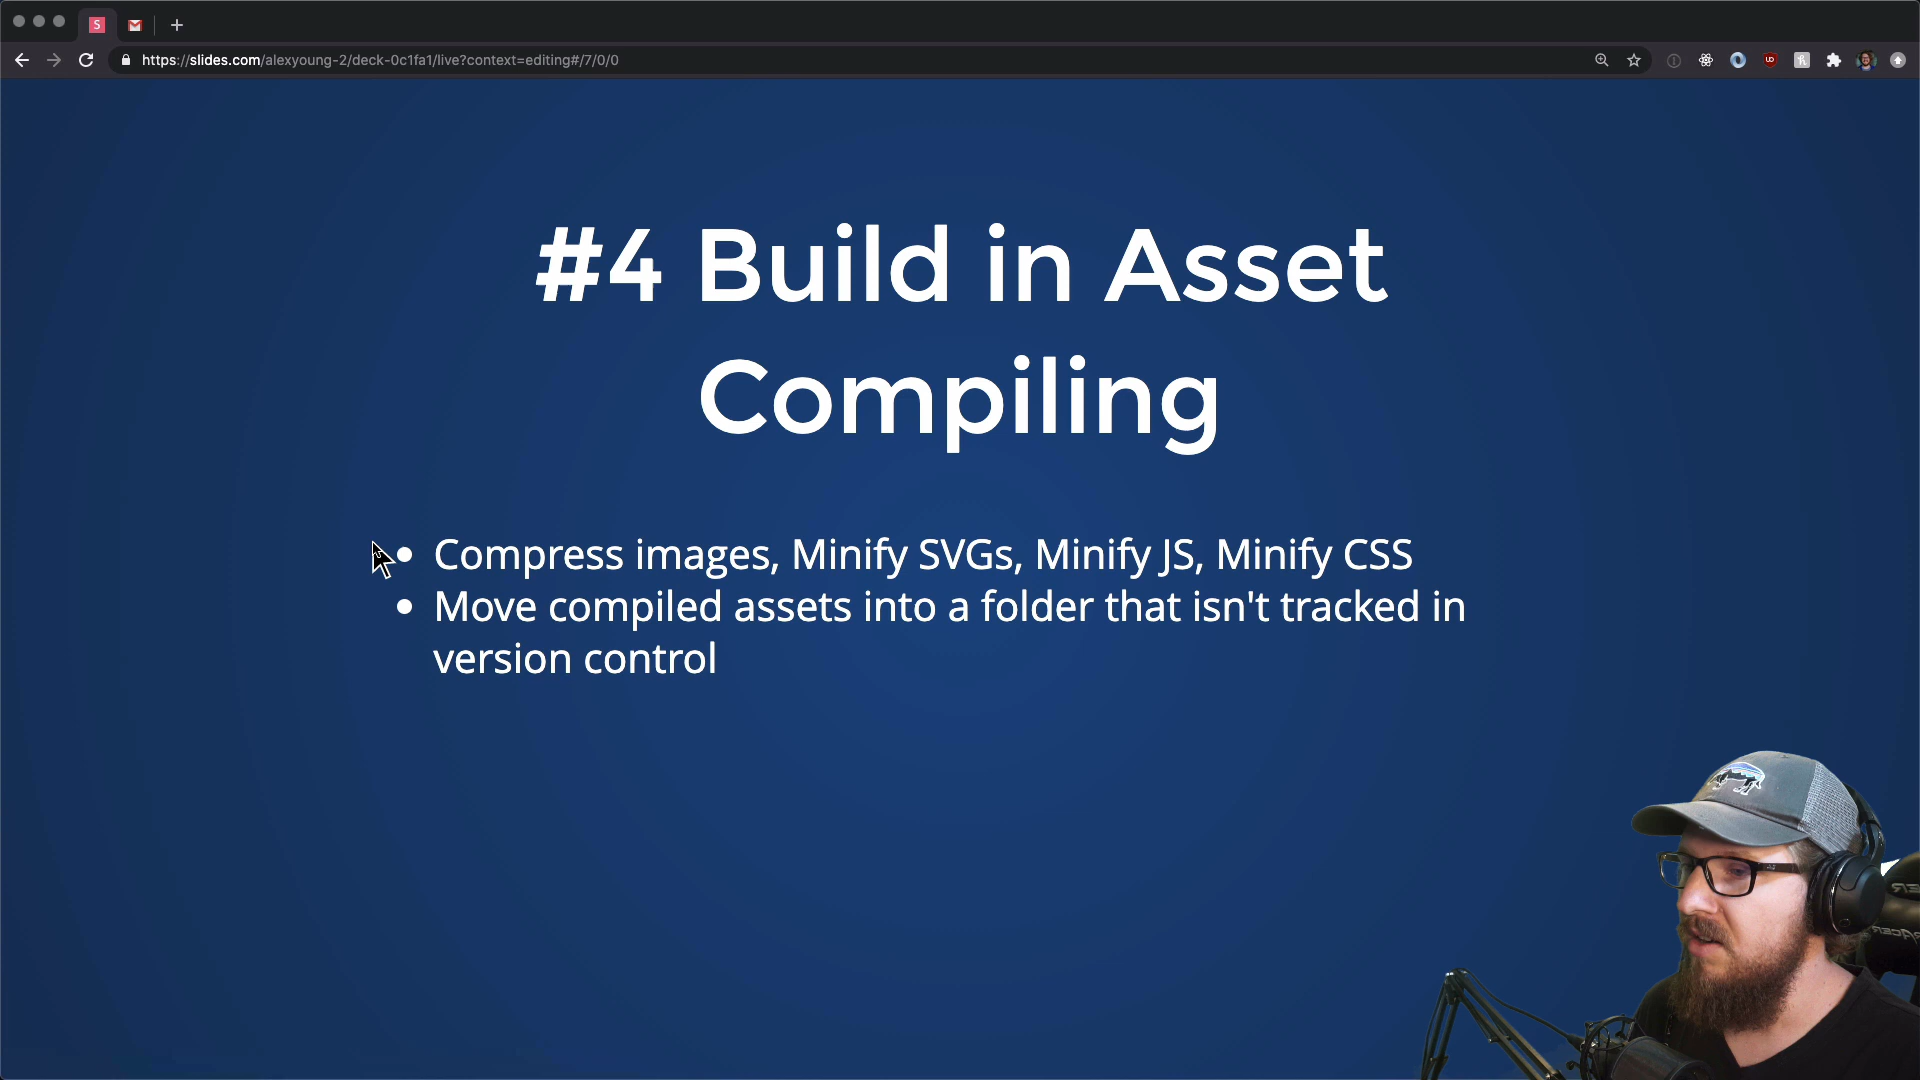 S
https://slides.com/alexyoung-2/deck-0c1fa1/live?context=editing#/7/0/0
#4 Build in Asset
Compiling
Compress images, Minify SVGs, Minify JS, Minify CSS
Move compiled assets into a folder that isn't tracked in
version control